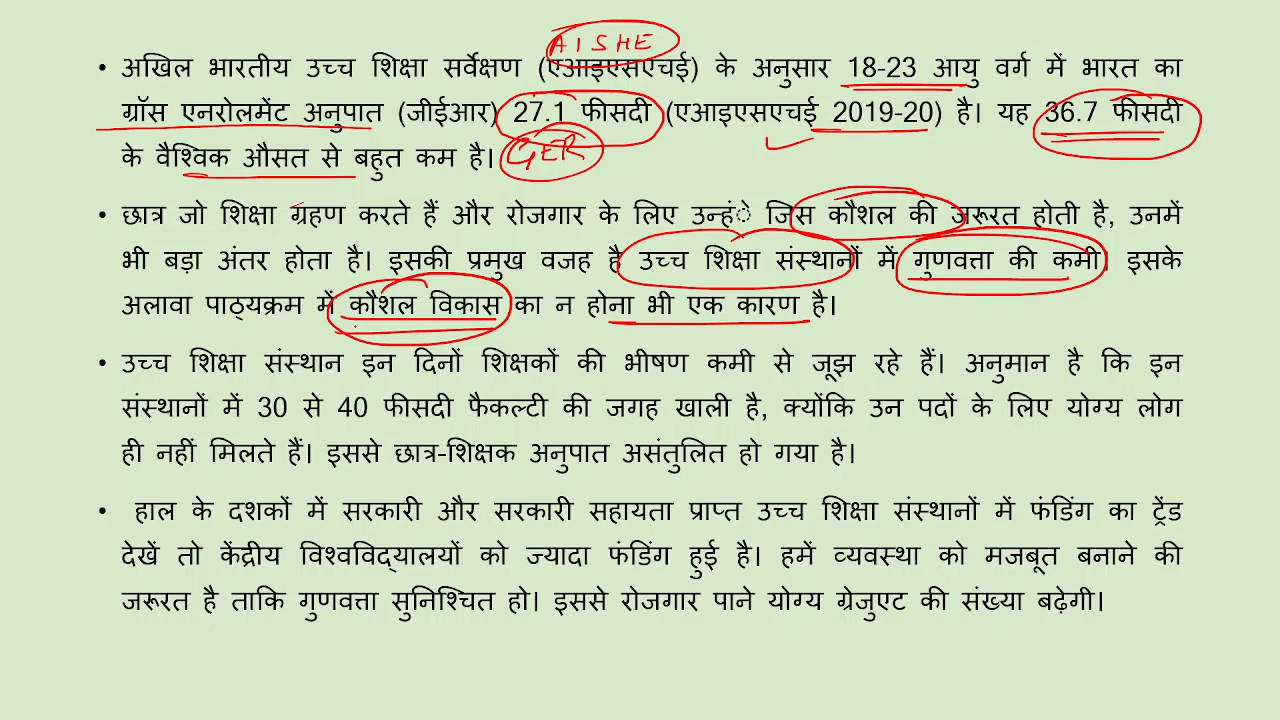 AISHE
• अखिल भारतीय उच्च शिक्षा सर्वेक्षण (एआइएसएचई) के अनुसार 18-23 आयु वर्ग में भारत का
ग्रॉस एनरोलमेंट अनुपात (जीईआर) 27.1 फीसदी (एआइएसएचई 2019-20) है। यह 36.7 फीसदी
के वैश्विक औसत से बहुत कम है। GER
• छात्र जो शिक्षा ग्रहण करते हैं और रोजगार के लिए उन्हंे जिस कौशल की जरूरत होती है, उनमें
भी बड़ा अंतर होता है। इसकी प्रमुख वजह है उच्च शिक्षा संस्थानों में गुणवत्ता की कमी। इसके
अलावा पाठ्यक्रम में कौशल विकास का न होना भी एक कारण है।
• उच्च शिक्षा संस्थान इन दिनों शिक्षकों की भीषण कमी से जूझ रहे हैं। अनुमान है कि इन
संस्थानों में 30 से 40 फीसदी फैकल्टी की जगह खाली है, क्योंकि उन पदों के लिए योग्य लोग
ही नहीं मिलते हैं। इससे छात्र-शिक्षक अनुपात असंतुलित हो गया है।
• हाल के दशकों में सरकारी और सरकारी सहायता प्राप्त उच्च शिक्षा संस्थानों में फंडिंग का ट्रेंड
देखें तो केंद्रीय विश्वविद्यालयों को ज्यादा फंडिंग हुई है। हमें व्यवस्था को मजबूत बनाने की
जरूरत है ताकि गुणवत्ता सुनिश्चित हो। इससे रोजगार पाने योग्य ग्रेजुएट की संख्या बढ़ेगी।